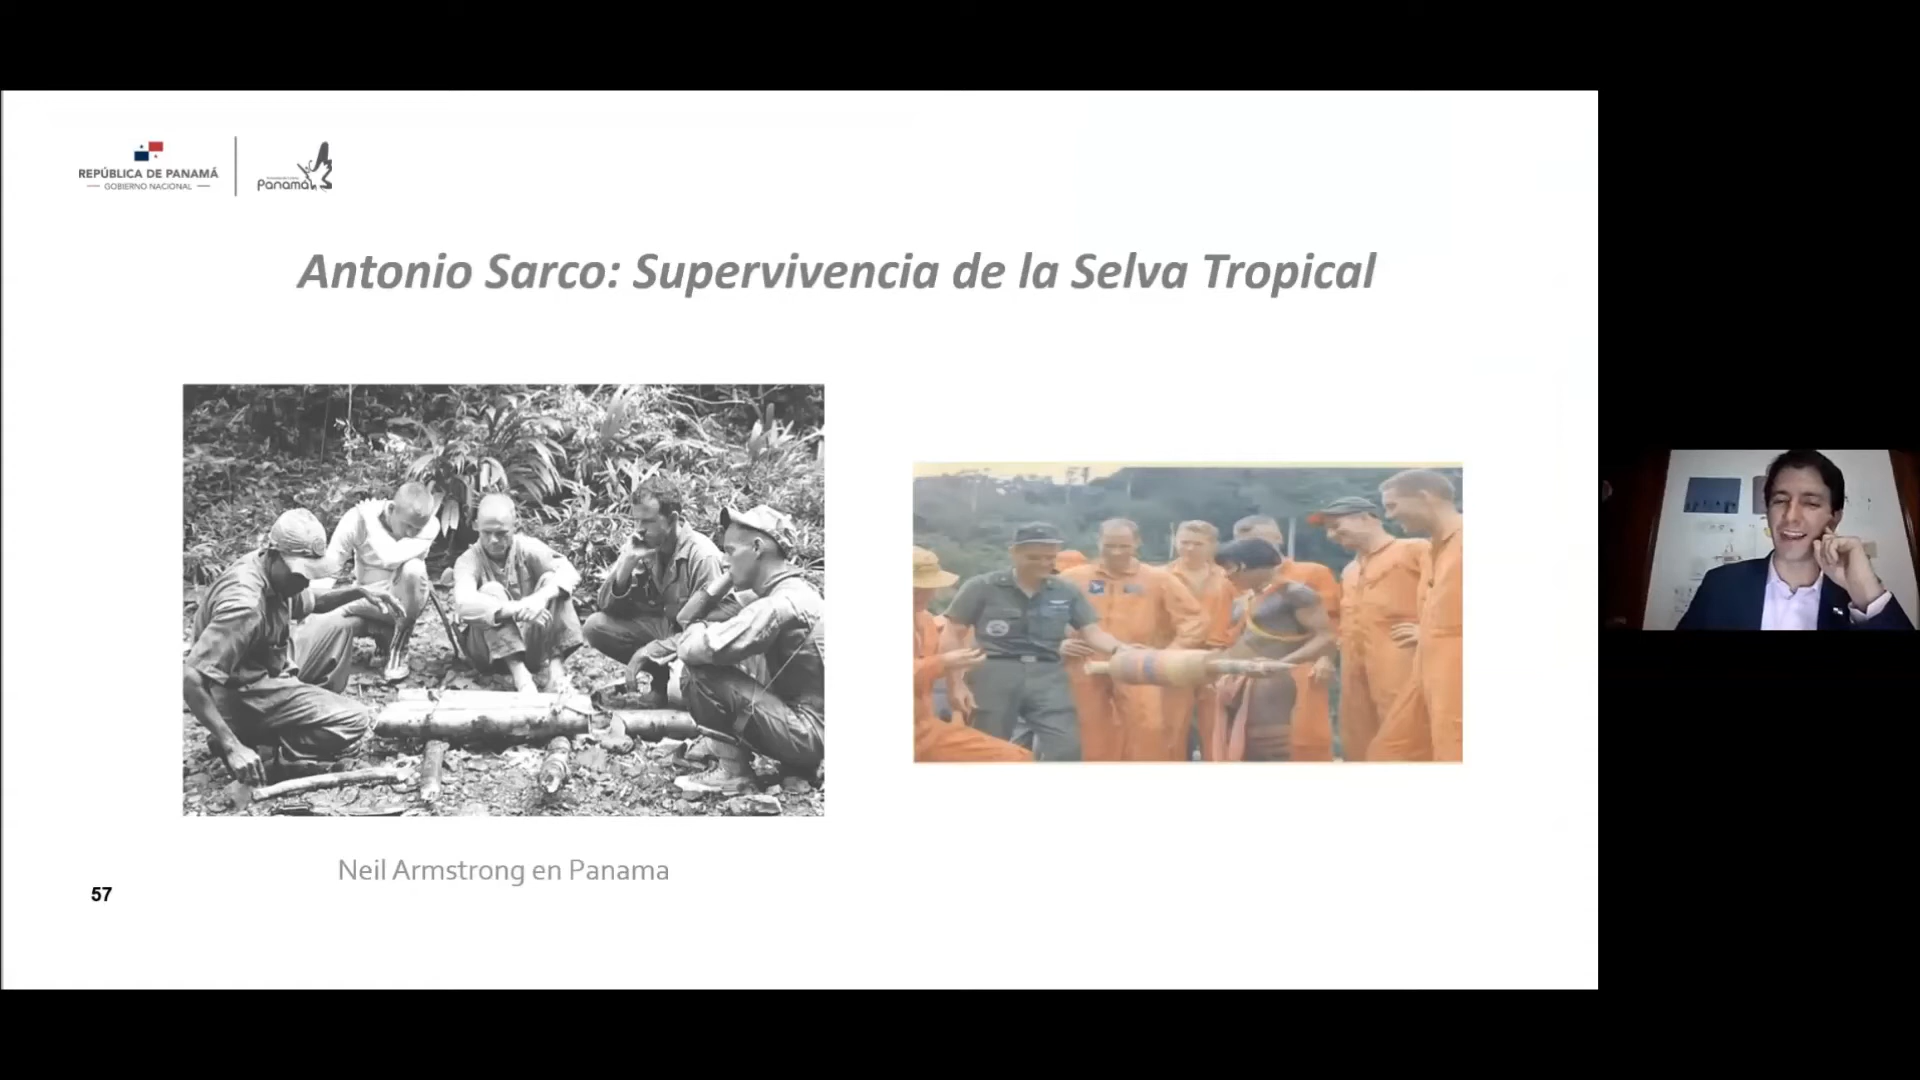 REPÚBLICA DE PANAMÁ
GOBIERNO NACIONAL
Panamá
Antonio Sarco: Supervivencia de la Selva Tropical
Neil Armstrong en Panama
57